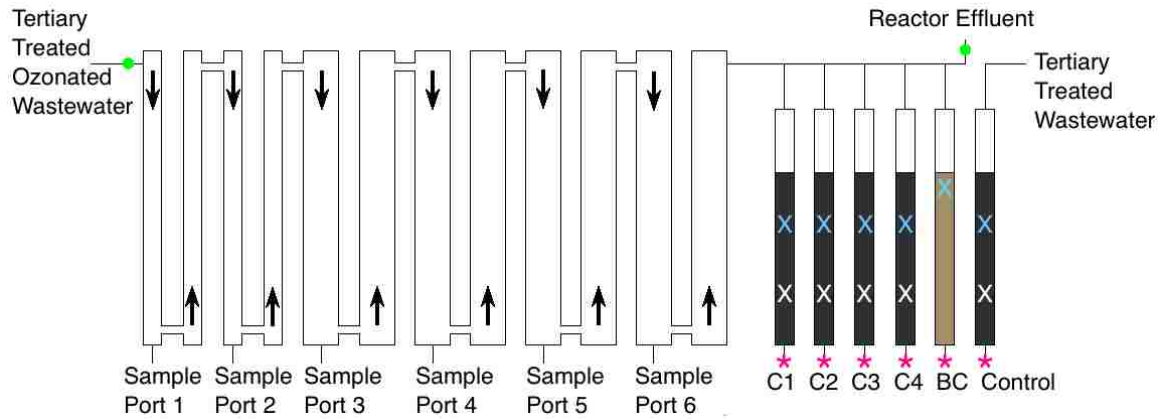 Tertiary
Treated
Ozonated
Wastewater
Reactor Effluent
Tertiary
Treated
Wastewater
X
X X X X X
X X X X X
* * * * * *
C1 C2 C3 C4 BC Control
Sample Sample Sample Sample Sample Sample
Port 1 Port 2 Port 3 Port 4 Port 5 Port 6